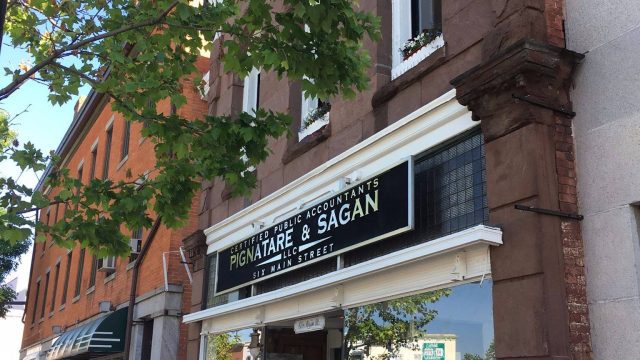 CERTIFIED PUBLIC ACCOUNTANTS
PIGNATARE & SAGAN
LLC
SIX MAIN STREET